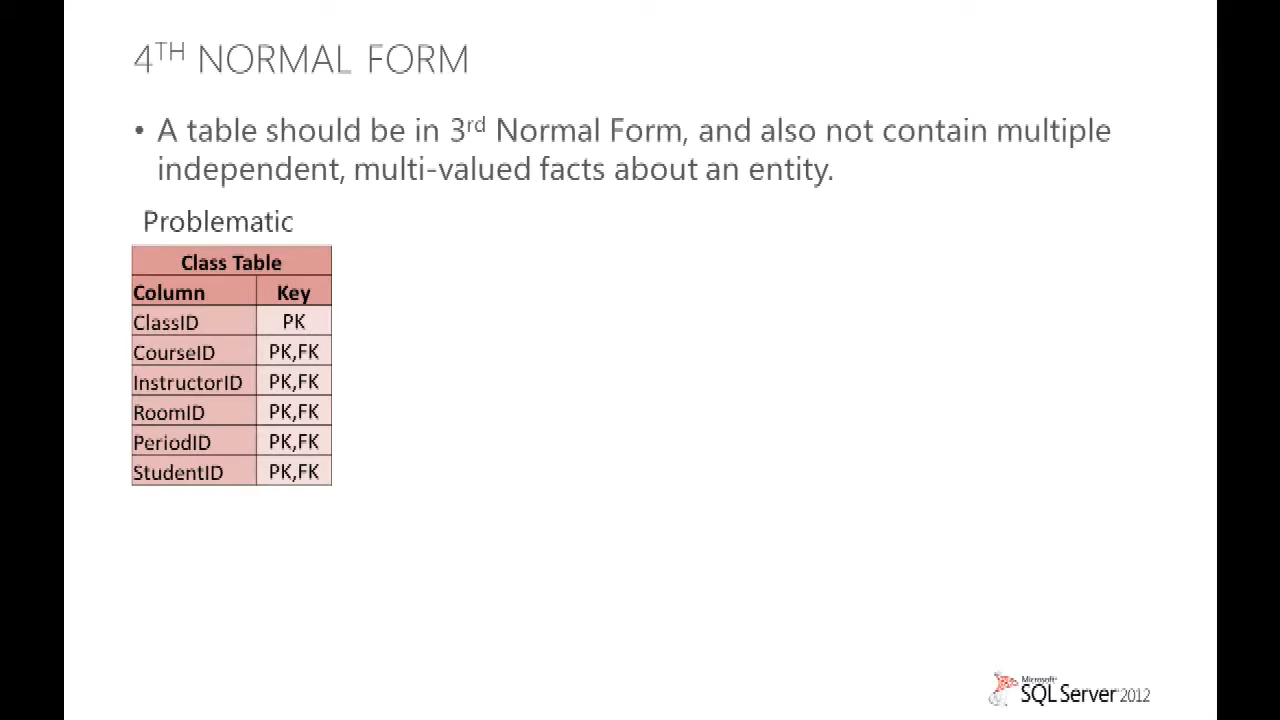 4TH NORMAL FORM
• A table should be in 3rd Normal Form, and also not contain multiple
independent, multi-valued facts about an entity.
Problematic
Class Table
Column Key
ClassID PK
CourseID PK,FK
InstructorID PK,FK
RoomID PK,FK
PeriodID PK,FK
StudentID PK,FK
Microsoft
SQL Server 2012